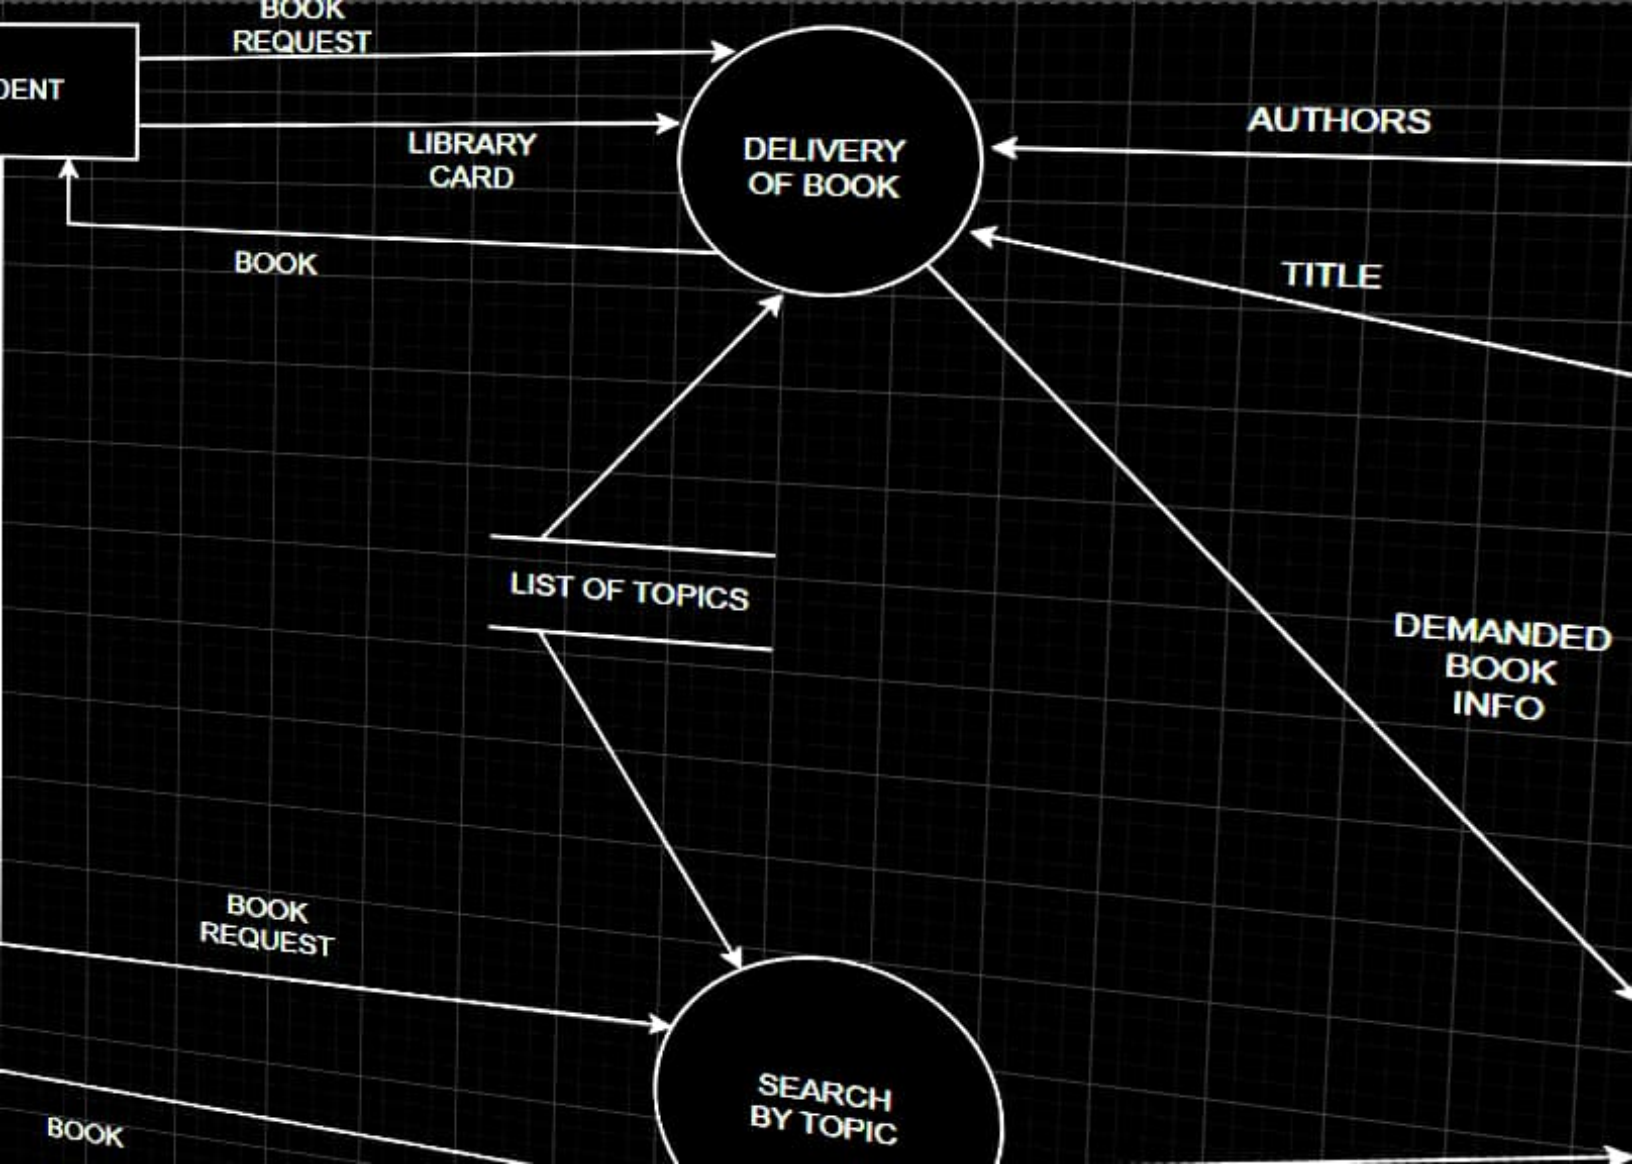 BOOK
REQUEST
DENT
LIBRARY
CARD
DELIVERY
OF BOOK
AUTHORS
BOOK
TITLE
LIST OF TOPICS
DEMANDED
BOOK
INFO
BOOK
REQUEST
SEARCH
BY TOPIC
BOOK